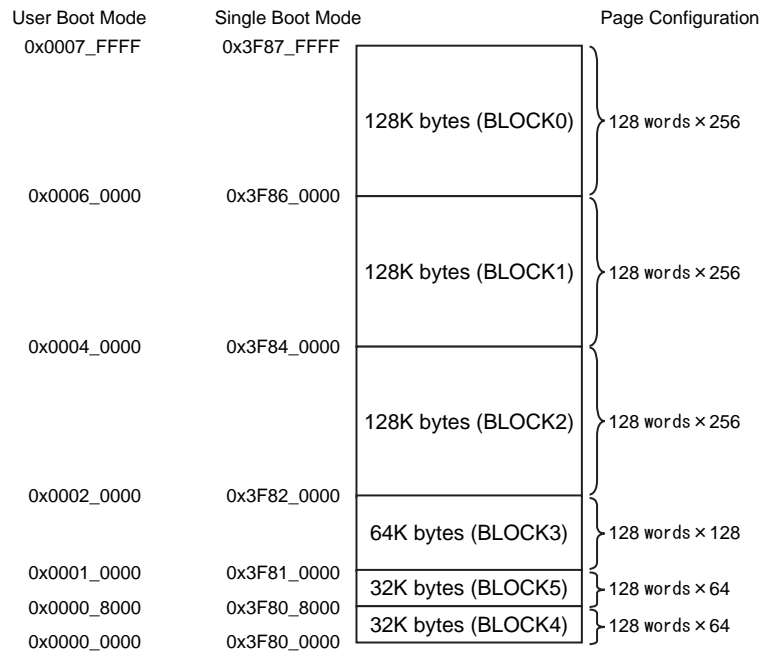 User Boot Mode Single Boot Mode Page Configuration
0x0007_FFFF 0x3F87_FFFF
128K bytes (BLOCK0) 128 words×256
0x0006_0000 0x3F86_0000
128K bytes (BLOCK1) 128 words×256
0x0004_0000 0x3F84_0000
128K bytes (BLOCK2) 128 words×256
0x0002_0000 0x3F82_0000
64K bytes (BLOCK3) 128 words×128
0x0001_0000 0x3F81_0000
32K bytes (BLOCK5) 128 words×64
0x0000_8000 0x3F80_8000
32K bytes (BLOCK4) 128 words×64
0x0000_0000 0x3F80_0000